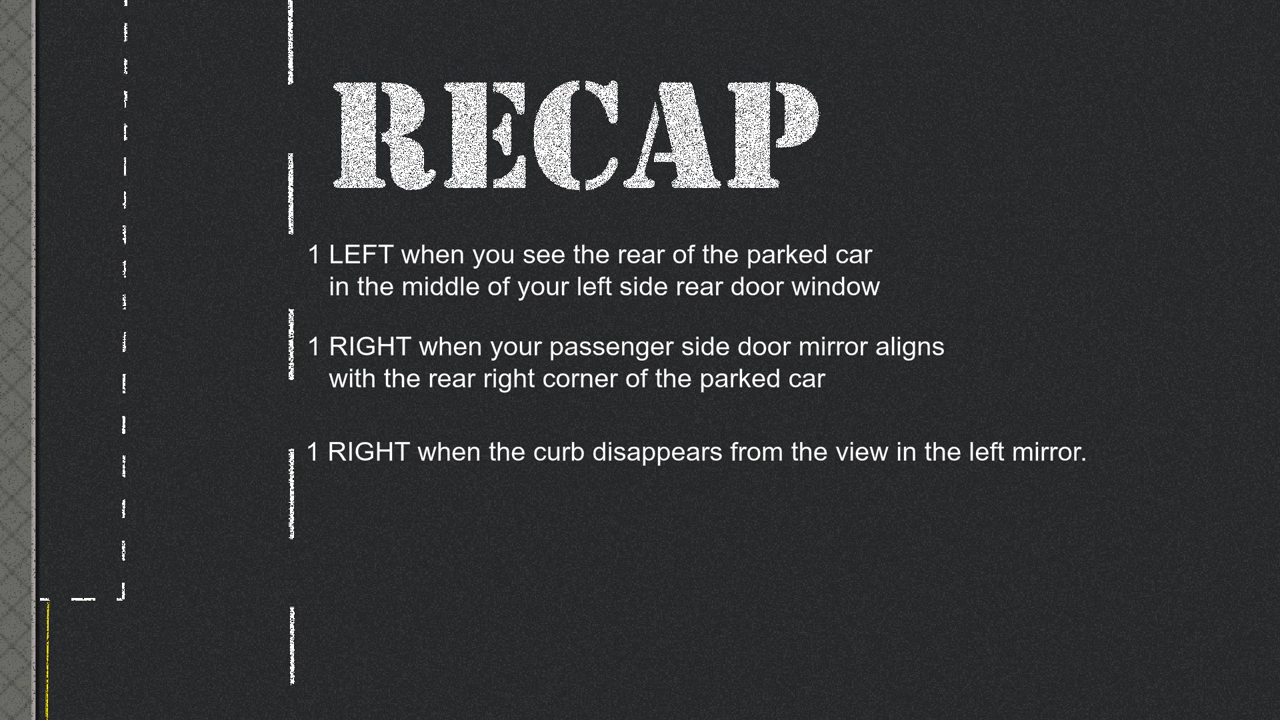 RECAP
1 LEFT when you see the rear of the parked car
in the middle of your left side rear door window
1 RIGHT when your passenger side door mirror aligns
with the rear right corner of the parked car
1 RIGHT when the curb disappears from the view in the left mirror.